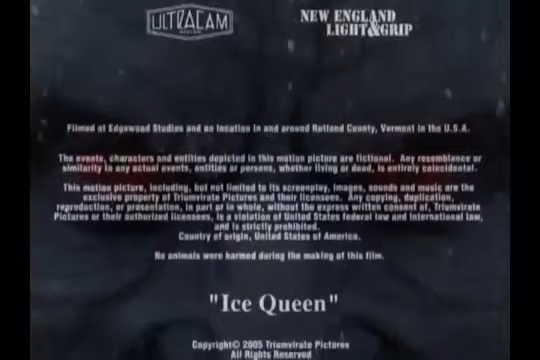 ULTRACAM
NEW ENGLAND
LIGHT&GRIP
Filmed at Edgewood Studios and on location in and around Rutland County, Vermont in the U.S.A.
The events, characters and entities depicted in this motion picture are fictional. Any resemblance or
similarity to any actual events, entities or persons, whether living or dead, is entirely coincidental.
This motion picture, including, but not limited to its screenplay, images, sounds and music are the
exclusive property of Triumvirate Pictures and their licensees. Any copying, duplication,
reproduction, or presentation, in part or in whole, without the express written consent of, Triumvirate
Pictures or their authorized licensees, is a violation of United States federal law and international law,
and is strictly prohibited.
Country of origin, United States of America.
No animals were harmed during the making of this film.
"Ice Queen"
Copyright© 2005 Triumvirate Pictures
All Rights Reserved